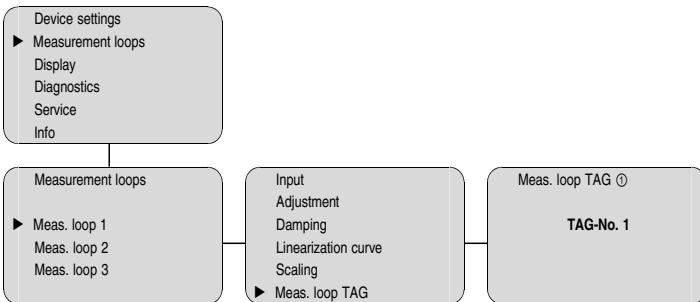 Device settings
▶ Measurement loops
Display
Diagnostics
Service
Info
Measurement loops
▶ Meas. loop 1
Meas. loop 2
Meas. loop 3
Input
Adjustment
Damping
Linearization curve
Scaling
▶ Meas. loop TAG
Meas. loop TAG ①
TAG-No. 1